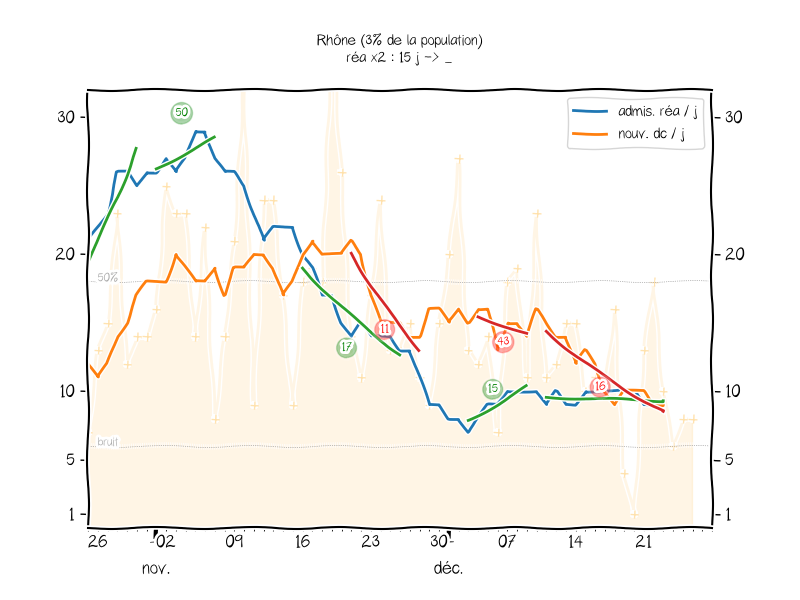 Rhône (3% de la population)
réa x2 : 15 j -> _
admis. réa / j
nouv. dc / j
30
30
20
20
10
10
5
5
1
1
50%
bruit
50
17
11
15
43
16
26 02 09 16 23 30 07 14 21
nov. déc.